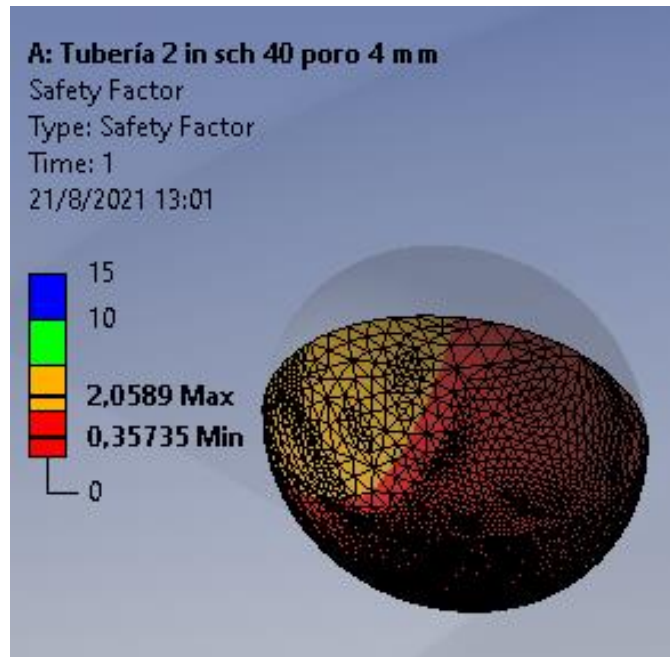 A: Tubería 2 in sch 40 poro 4 mm
Safety Factor
Type: Safety Factor
Time: 1
21/8/2021 13:01
15
10
2,0589 Max
0,35735 Min
0